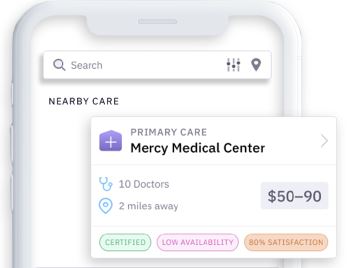 Search
NEARBY CARE
PRIMARY CARE
Mercy Medical Center
10 Doctors
2 miles away
$50–90
CERTIFIED
LOW AVAILABILITY
80% SATISFACTION